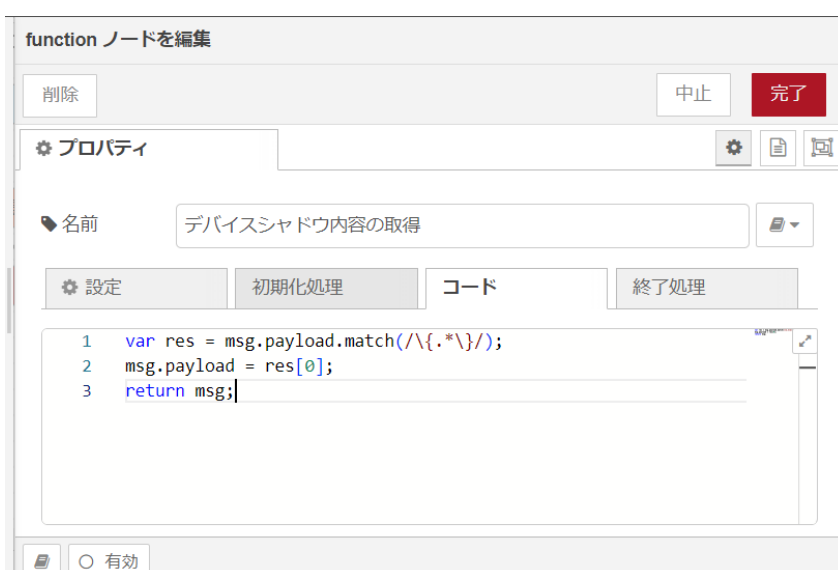 function ノードを編集
削除
中止
完了
プロパティ
名前
デバイスシャドウ内容の取得
設定
初期化処理
コード
終了処理
1 var res = msg.payload.match(/\{.*\}/);
2 msg.payload = res[0];
3 return msg;
有効